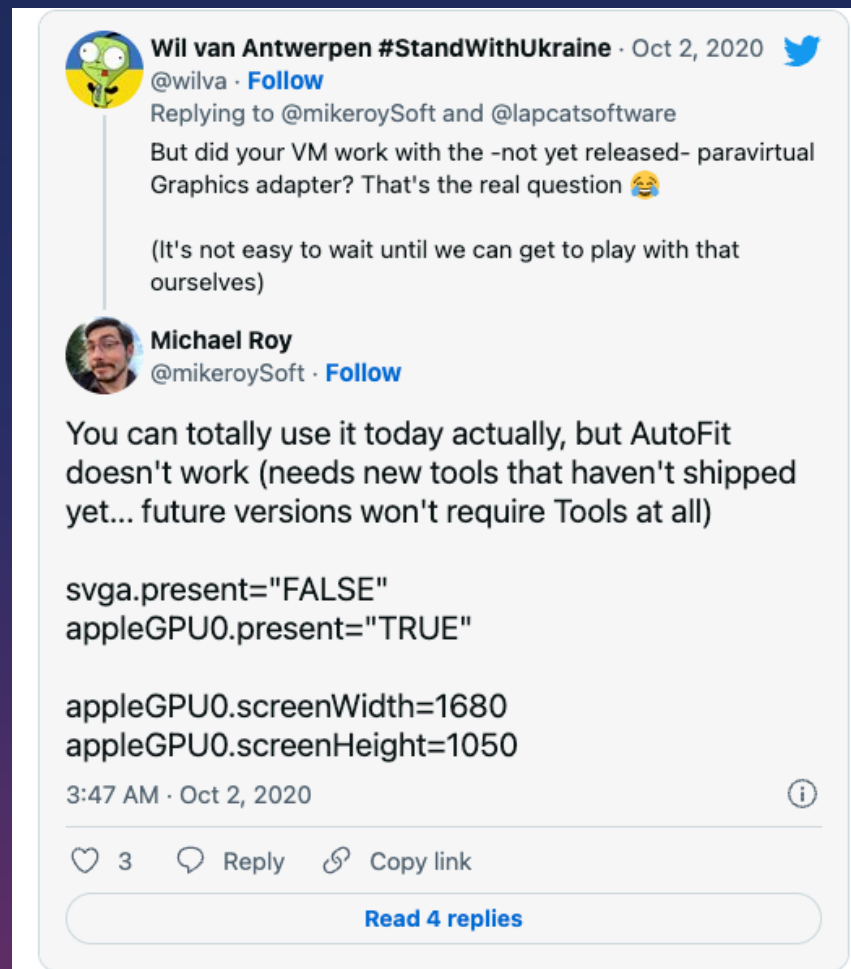 Wil van Antwerpen #StandWithUkraine · Oct 2, 2020
@wilva · Follow
Replying to @mikeroySoft and @lapcatsoftware
But did your VM work with the -not yet released- paravirtual
Graphics adapter? That's the real question 😂
(It's not easy to wait until we can get to play with that
ourselves)
Michael Roy
@mikeroySoft · Follow
You can totally use it today actually, but AutoFit
doesn't work (needs new tools that haven't shipped
yet... future versions won't require Tools at all)
svga.present="FALSE"
appleGPU0.present="TRUE"
appleGPU0.screenWidth=1680
appleGPU0.screenHeight=1050
3:47 AM · Oct 2, 2020
3 Reply Copy link
Read 4 replies